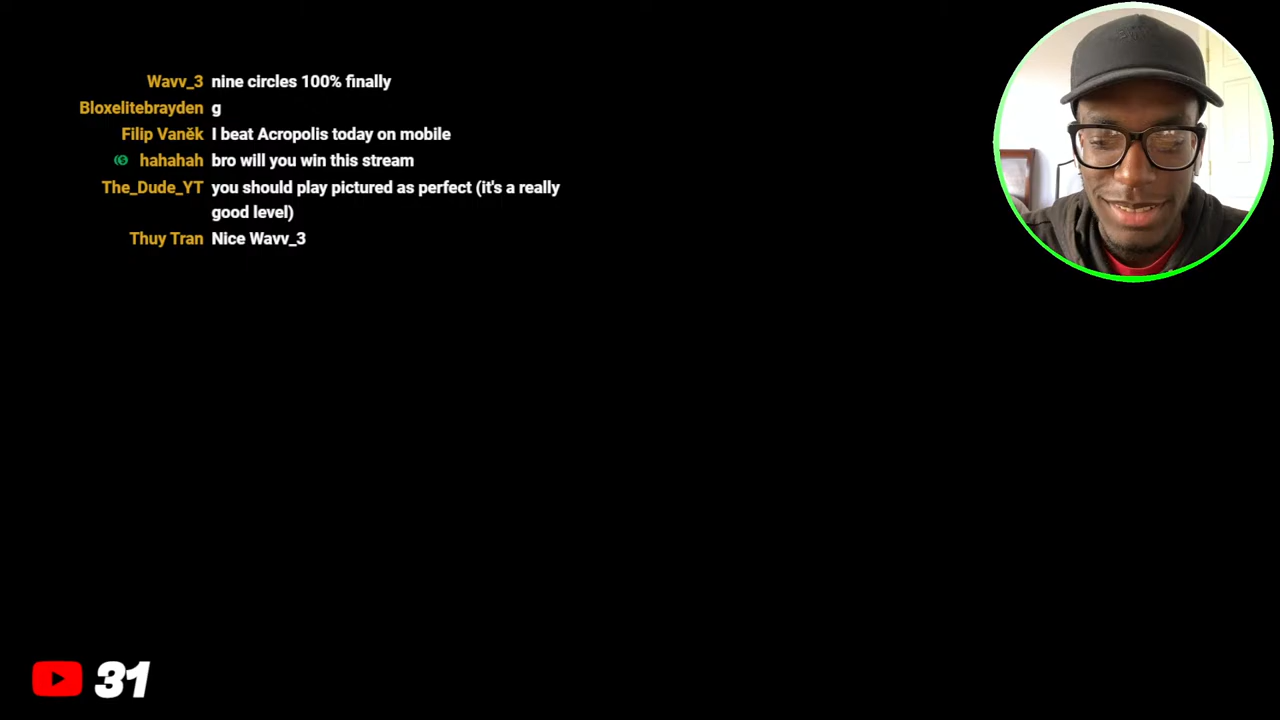 Wavv_3 nine circles 100% finally
Bloxelitebrayden g
Filip Vaněk I beat Acropolis today on mobile
hahahah bro will you win this stream
The_Dude_YT you should play pictured as perfect (it's a really
good level)
Thuy Tran Nice Wavv_3
31